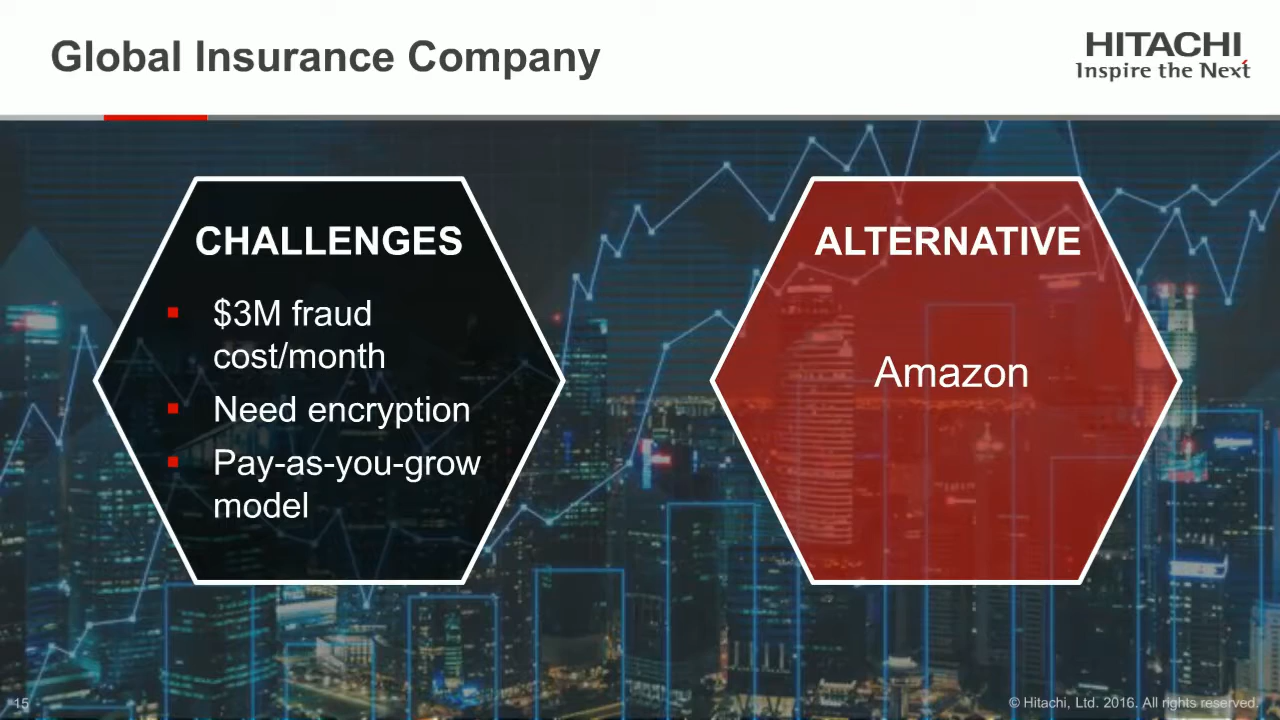 Global Insurance Company
HITACHI
Inspire the Next
CHALLENGES
$3M fraud
cost/month
Need encryption
Pay-as-you-grow
model
ALTERNATIVE
Amazon
15
© Hitachi, Ltd. 2016. All rights reserved.